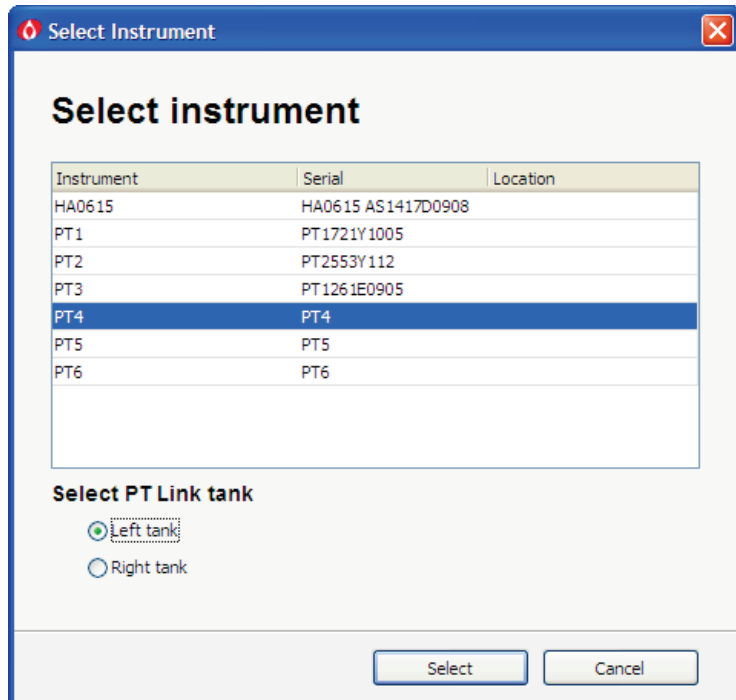 Select Instrument
Select instrument
Instrument Serial Location
HA0615 HA0615 AS1417D0908
PT1 PT1721Y1005
PT2 PT2553Y112
PT3 PT1261E0905
PT4 PT4
PT5 PT5
PT6 PT6
Select PT Link tank
Left tank
Right tank
Select Cancel